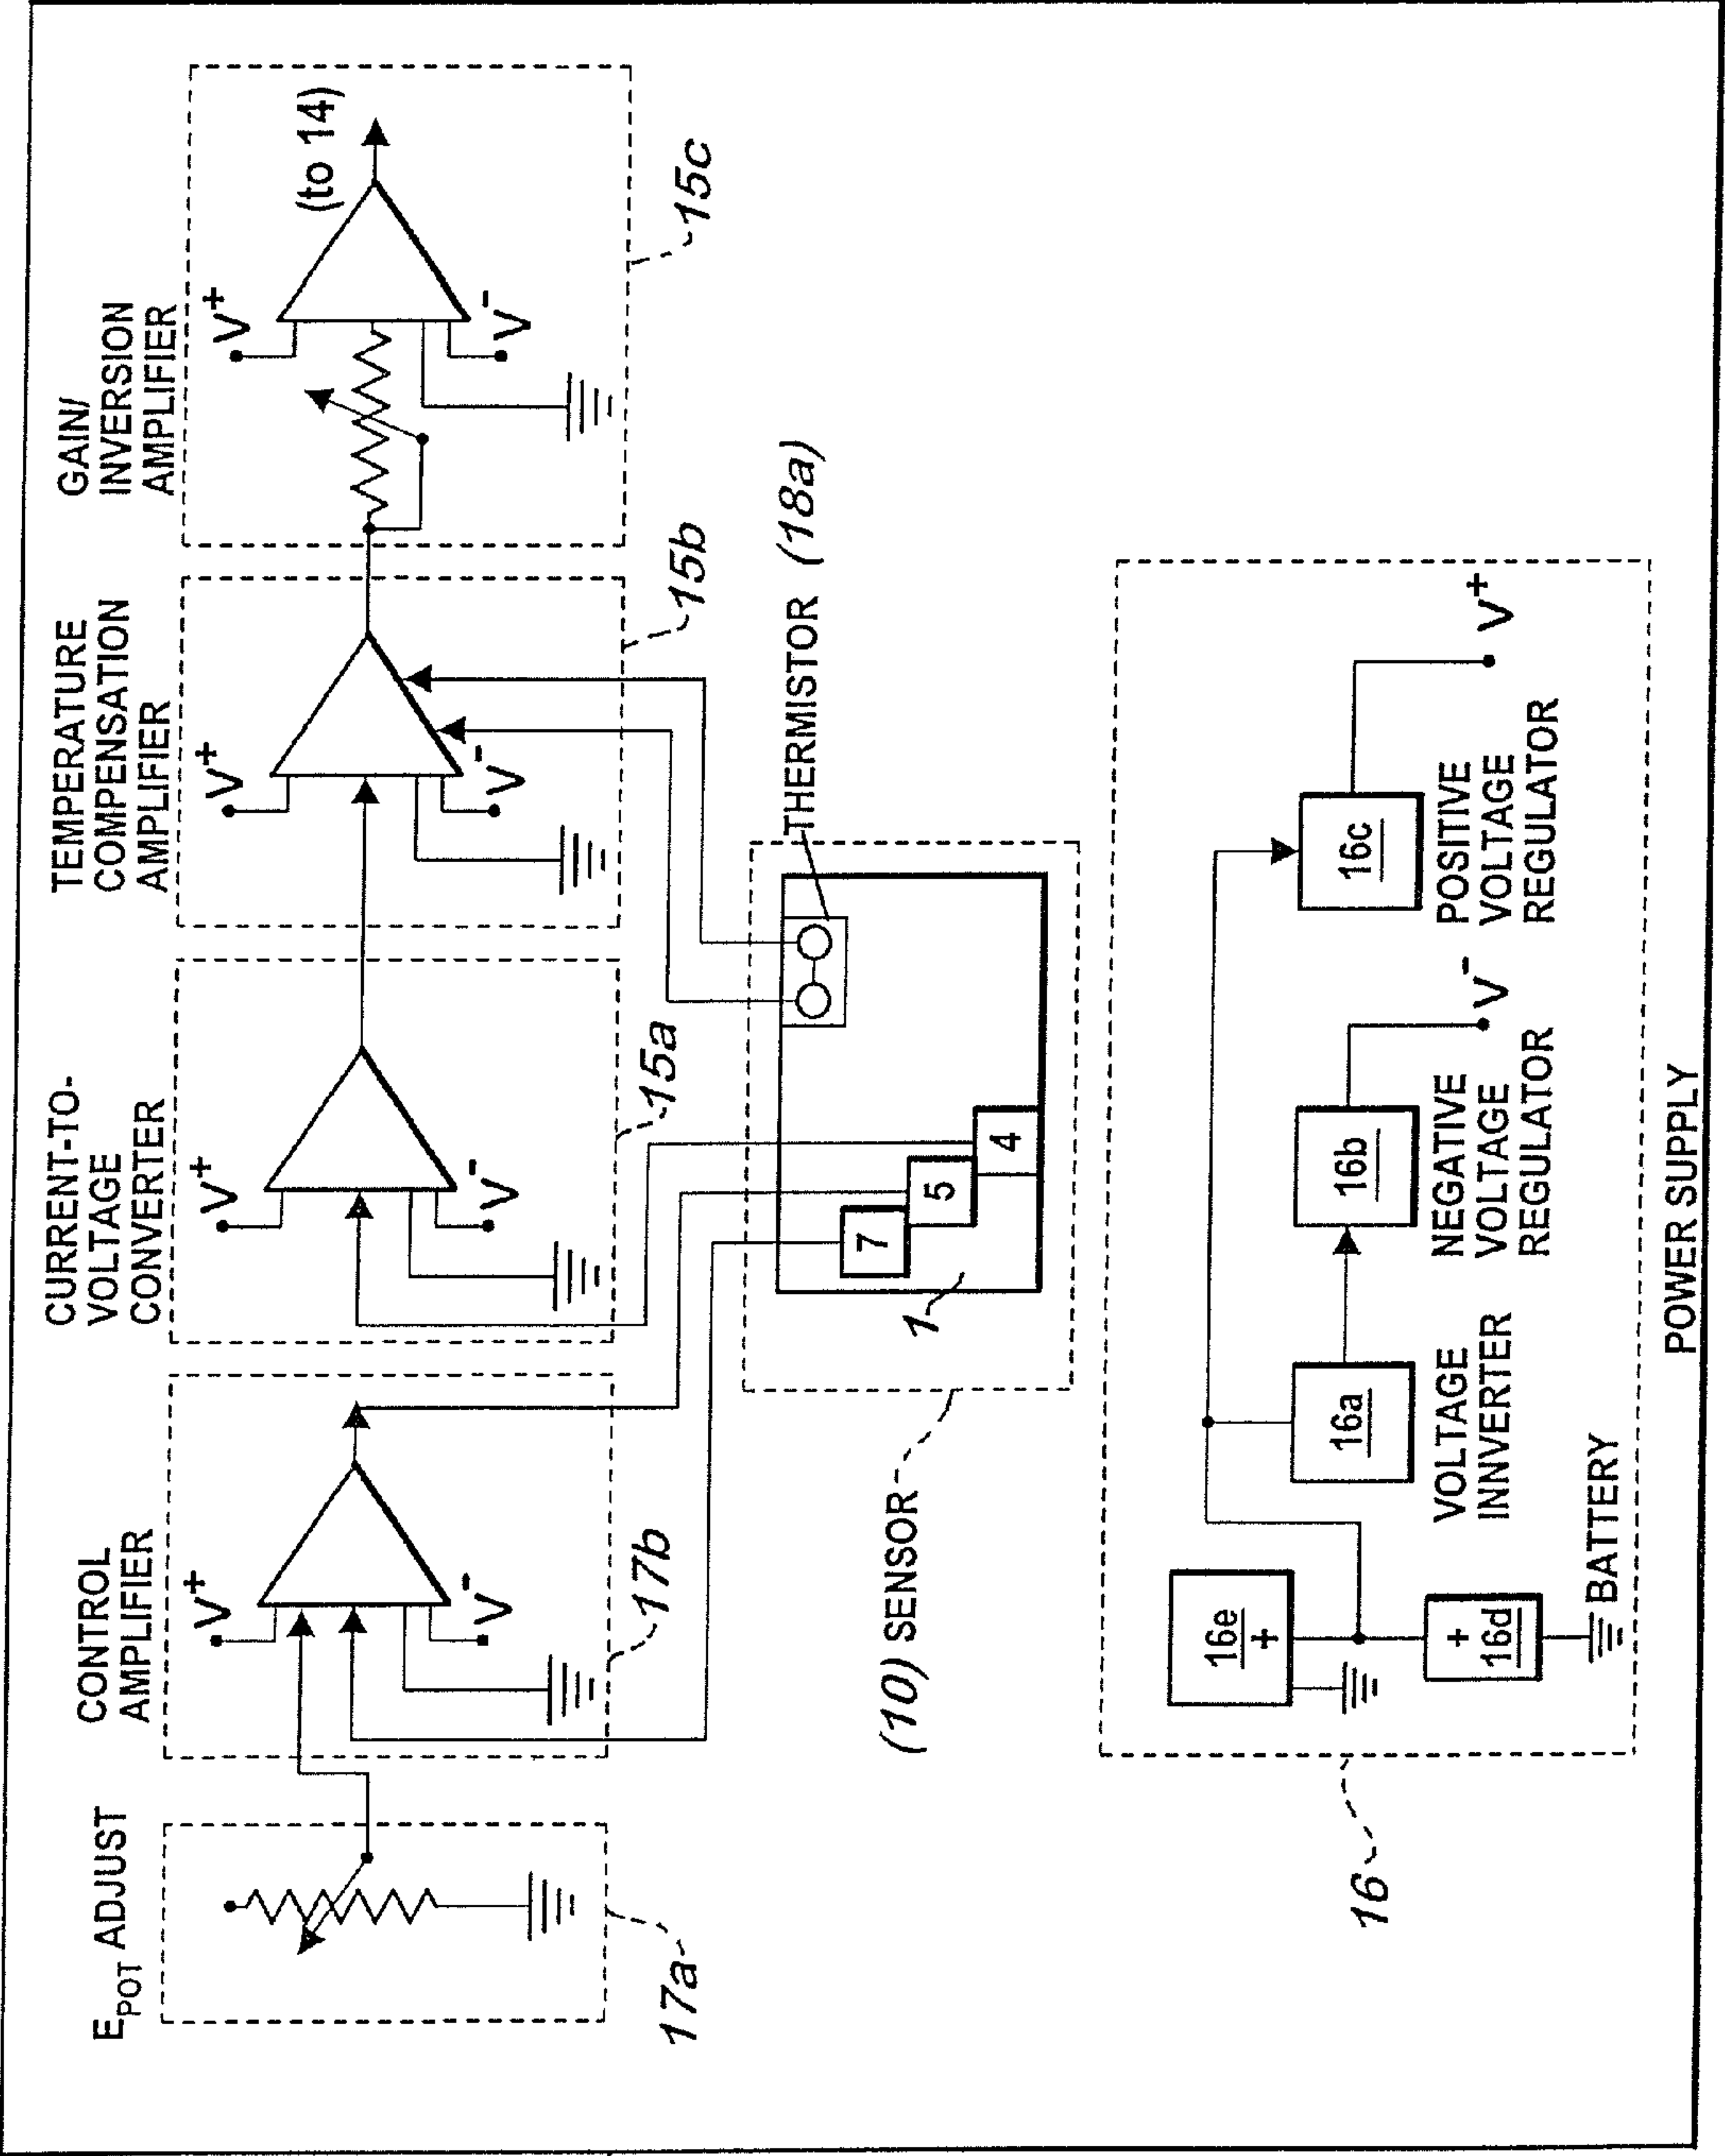 E_POT ADJUST
17a
CONTROL
AMPLIFIER
V+
V-
17b
CURRENT-TO-
VOLTAGE
CONVERTER
V+
V-
15a
TEMPERATURE
COMPENSATION
AMPLIFIER
V+
V-
15b
GAIN/
INVERSION
AMPLIFIER
V+
V-
(to 14)
15c
(10) SENSOR
1
7
5
4
THERMISTOR (18a)
16
16e
+
+
16d
BATTERY
16a
VOLTAGE
INVERTER
16b
NEGATIVE
VOLTAGE
REGULATOR
V-
16c
POSITIVE
VOLTAGE
REGULATOR
V+
POWER SUPPLY